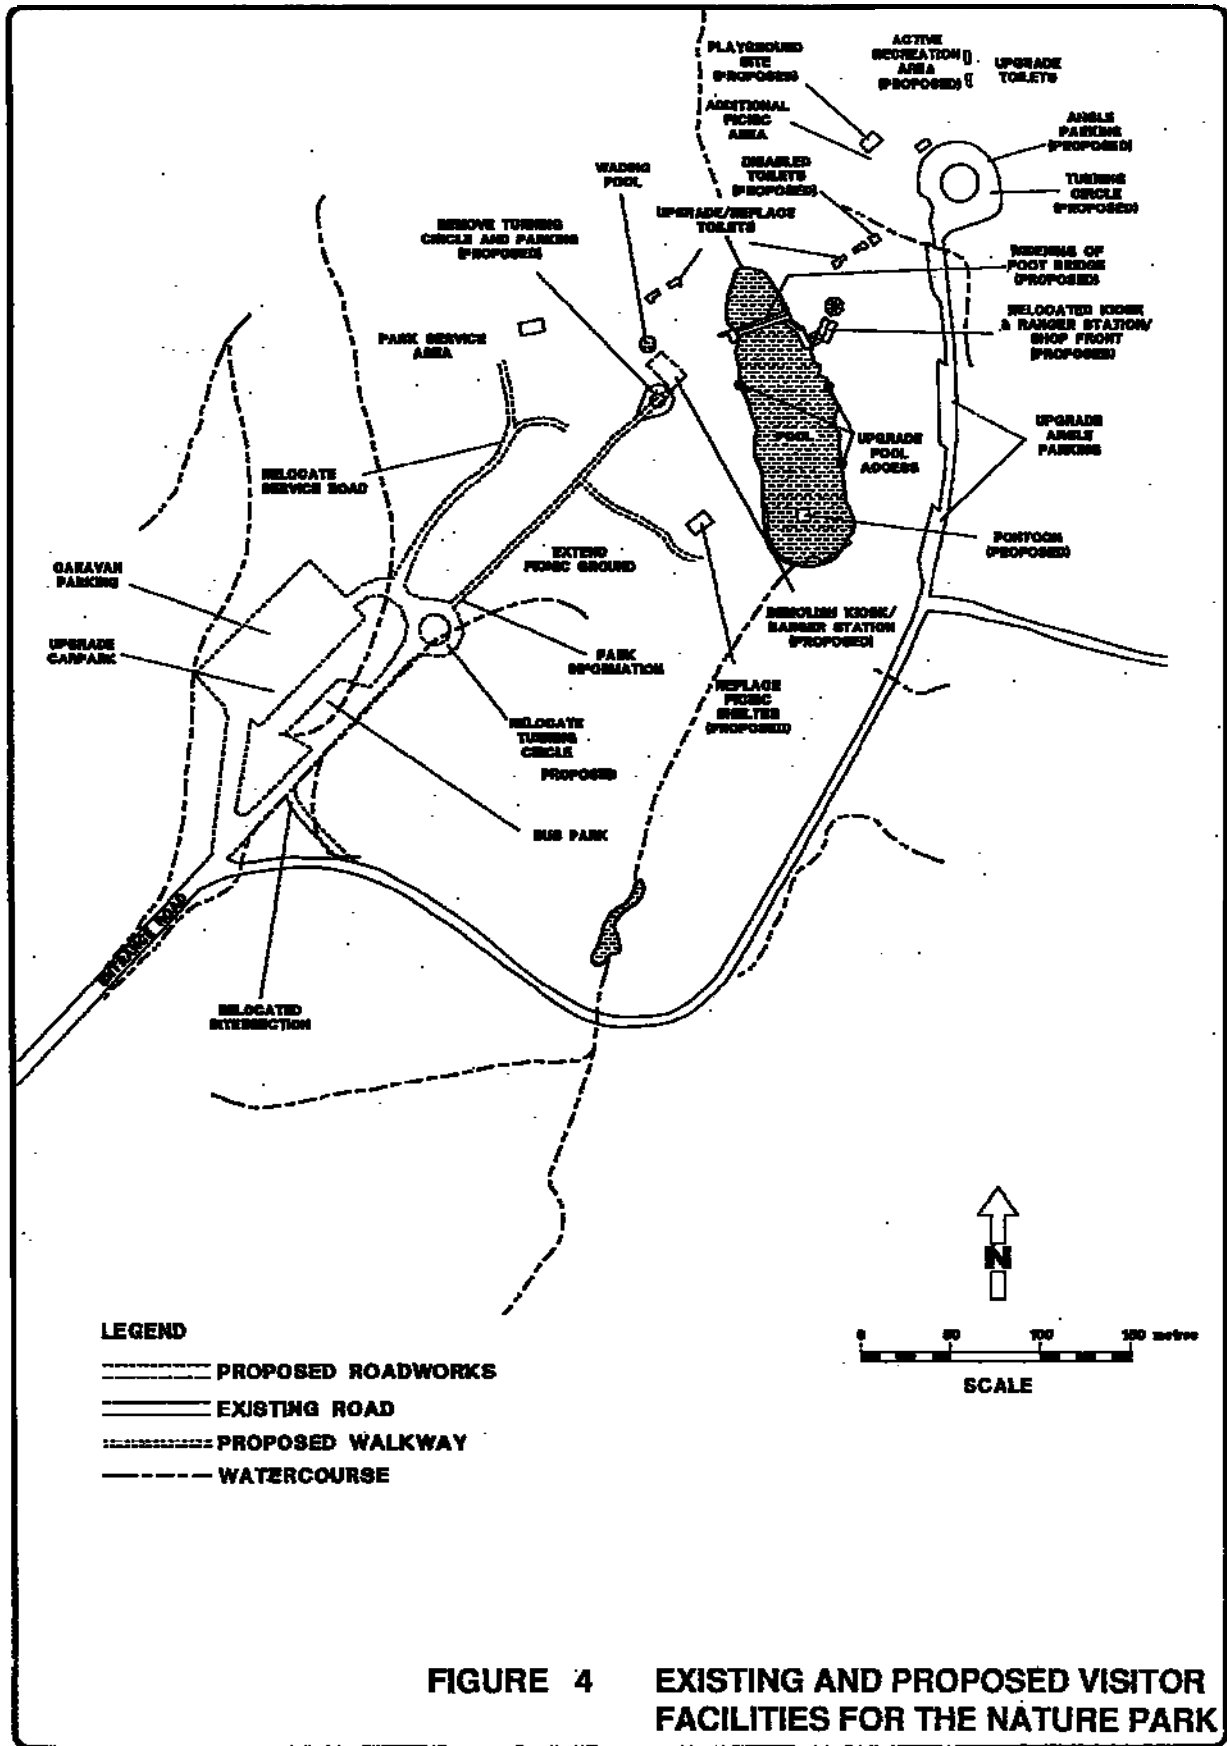 PLAYGROUND
SITE
(PROPOSED)
ACTIVE
RECREATION
AREA
(PROPOSED)
UPGRADE
TOILETS
ADDITIONAL
PICNIC
AREA
ANGLE
PARKING
(PROPOSED)
WADING
POOL
DISABLED
TOILETS
(PROPOSED)
TURNING
CIRCLE
(PROPOSED)
UPGRADE/REPLACE
TOILETS
REMOVE TURNING
CIRCLE AND PARKING
(PROPOSED)
WIDENING OF
FOOT BRIDGE
(PROPOSED)
RELOCATED KIOSK
& RANGER STATION/
SHOP FRONT
(PROPOSED)
PARK SERVICE
AREA
UPGRADE
ANGLE
PARKING
POOL
UPGRADE
POOL
ACCESS
RELOCATE
SERVICE ROAD
PONTOON
(PROPOSED)
EXTEND
PICNIC GROUND
CARAVAN
PARKING
DEMOLISH KIOSK/
RANGER STATION
(PROPOSED)
UPGRADE
CARPARK
PARK
INFORMATION
REPLACE
PICNIC
SHELTER
(PROPOSED)
RELOCATE
TURNING
CIRCLE
PROPOSED
BUS PARK
ENTRANCE ROAD
RELOCATED
INTERSECTION
N
0 50 100 150 metres
SCALE
LEGEND
PROPOSED ROADWORKS
EXISTING ROAD
PROPOSED WALKWAY
WATERCOURSE
FIGURE 4 EXISTING AND PROPOSED VISITOR
FACILITIES FOR THE NATURE PARK